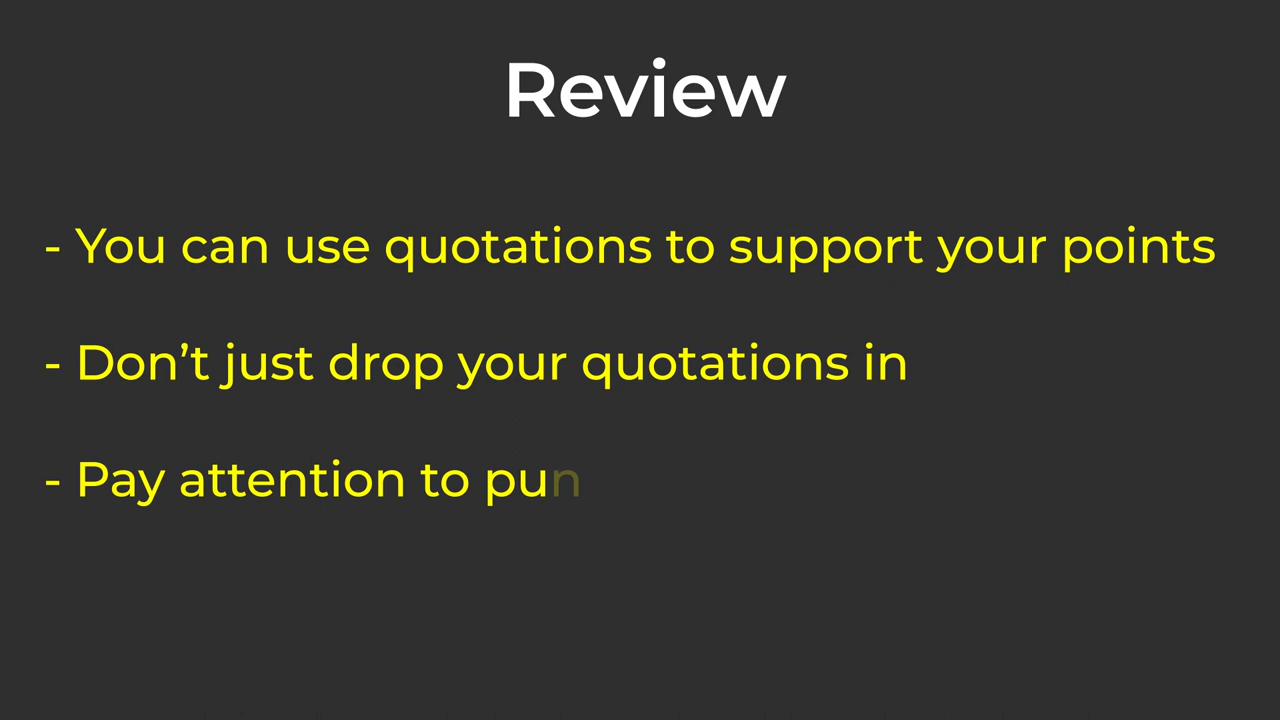 Review
- You can use quotations to support your points
- Don’t just drop your quotations in
- Pay attention to pun